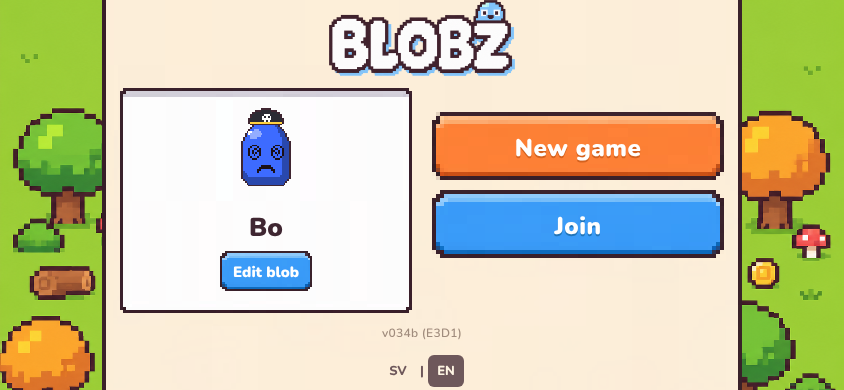 BLOBZ
Bo
Edit blob
New game
Join
v034b (E3D1)
SV | EN